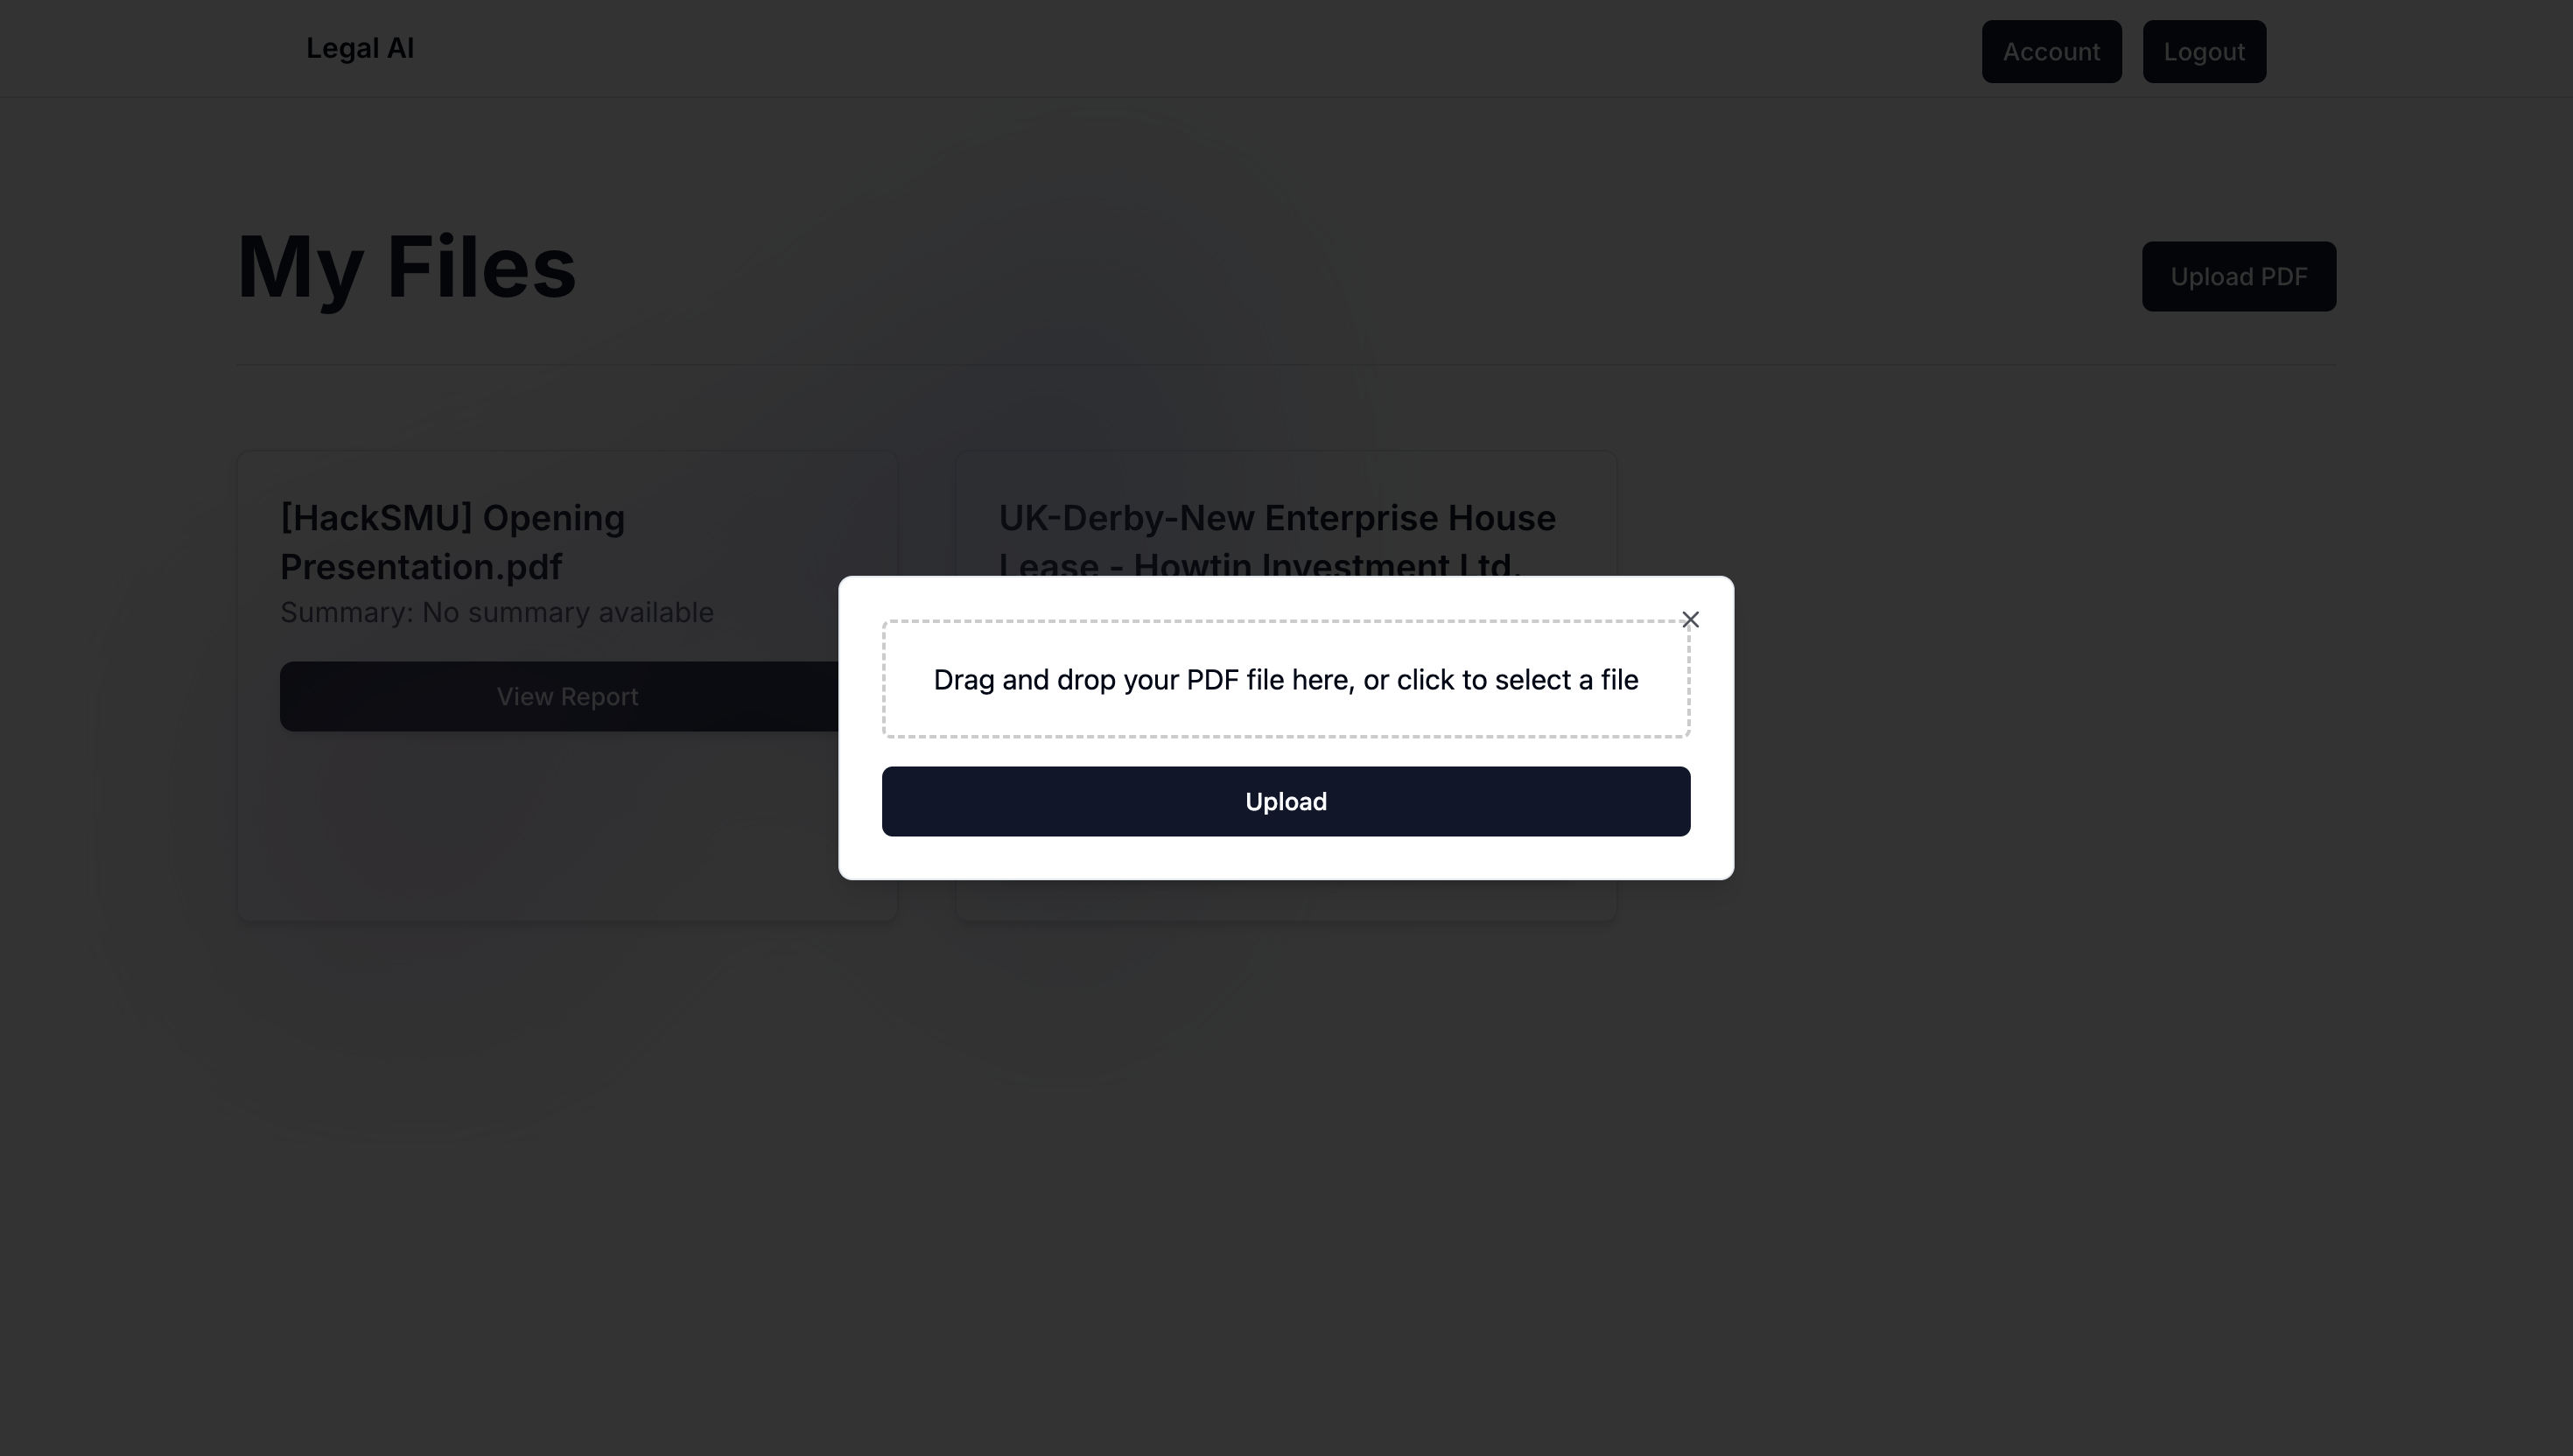 Legal AI
Account
Logout
My Files
Upload PDF
[HackSMU] Opening
Presentation.pdf
Summary: No summary available
View Report
UK-Derby-New Enterprise House
Lease - Howtin Investment Ltd.
Drag and drop your PDF file here, or click to select a file
Upload